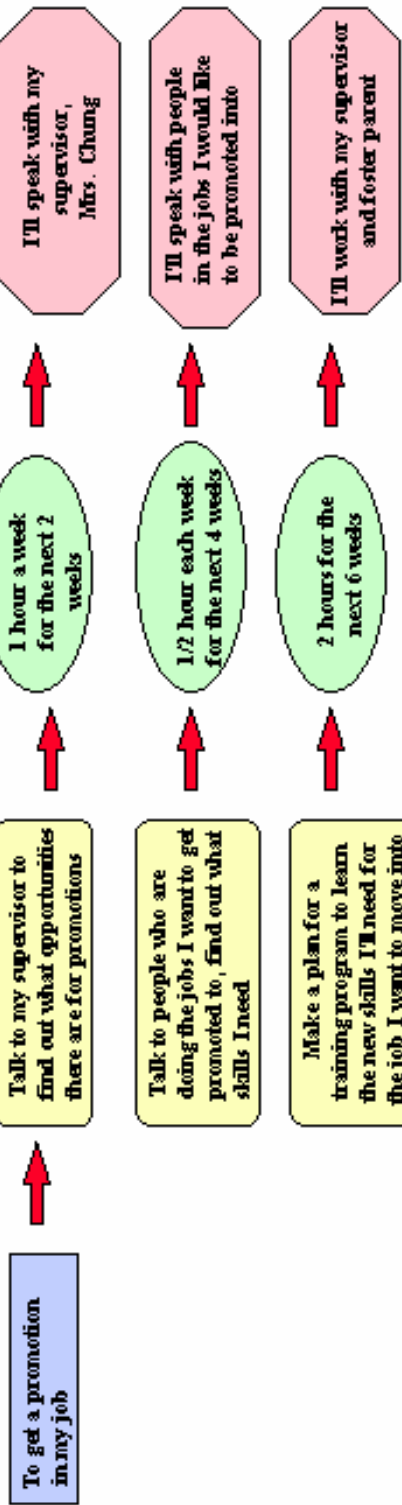 To get a promotion
in my job
Talk to my supervisor to
find out what opportunities
there are for promotions
1 hour a week
for the next 2
weeks
I'll speak with my
supervisor,
Mrs. Chung
Talk to people who are
doing the jobs I want to get
promoted to, find out what
skills I need
1/2 hour each week
for the next 4 weeks
I'll speak with people
in the jobs I would like
to be promoted into
Make a plan for a
training program to learn
the new skills I'll need for
the job I want to move into
2 hours for the
next 6 weeks
I'll work with my supervisor
and foster parent